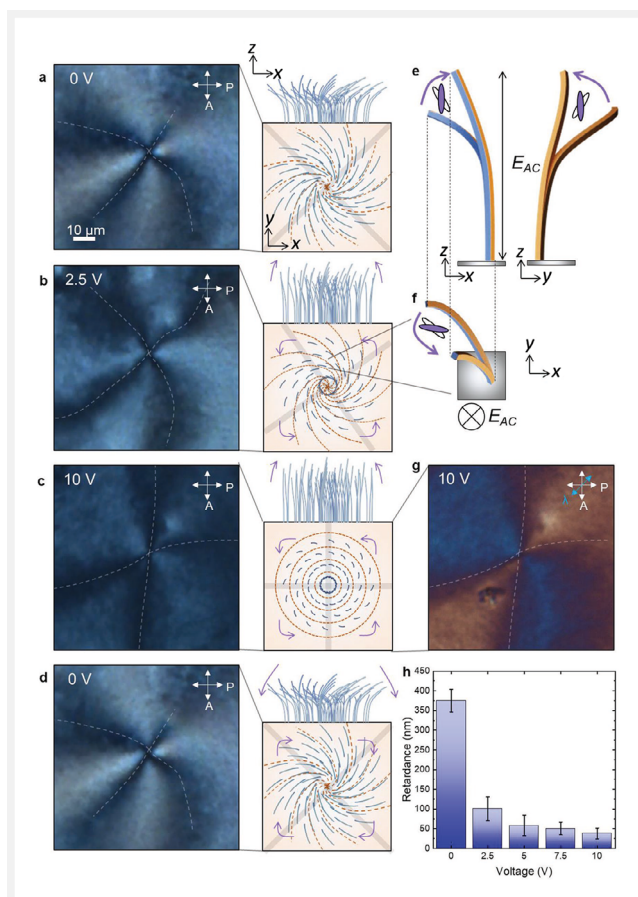 a
0 V
P
A
10 µm
z
x
y
x
b
2.5 V
c
10 V
d
0 V
P
A
P
A
P
A
e
E_AC
z
x
z
y
f
y
x
E_AC
g
10 V
λ
P
A
h
Retardance (nm)
450
400
350
300
250
200
150
100
50
0
0 2.5 5 7.5 10
Voltage (V)